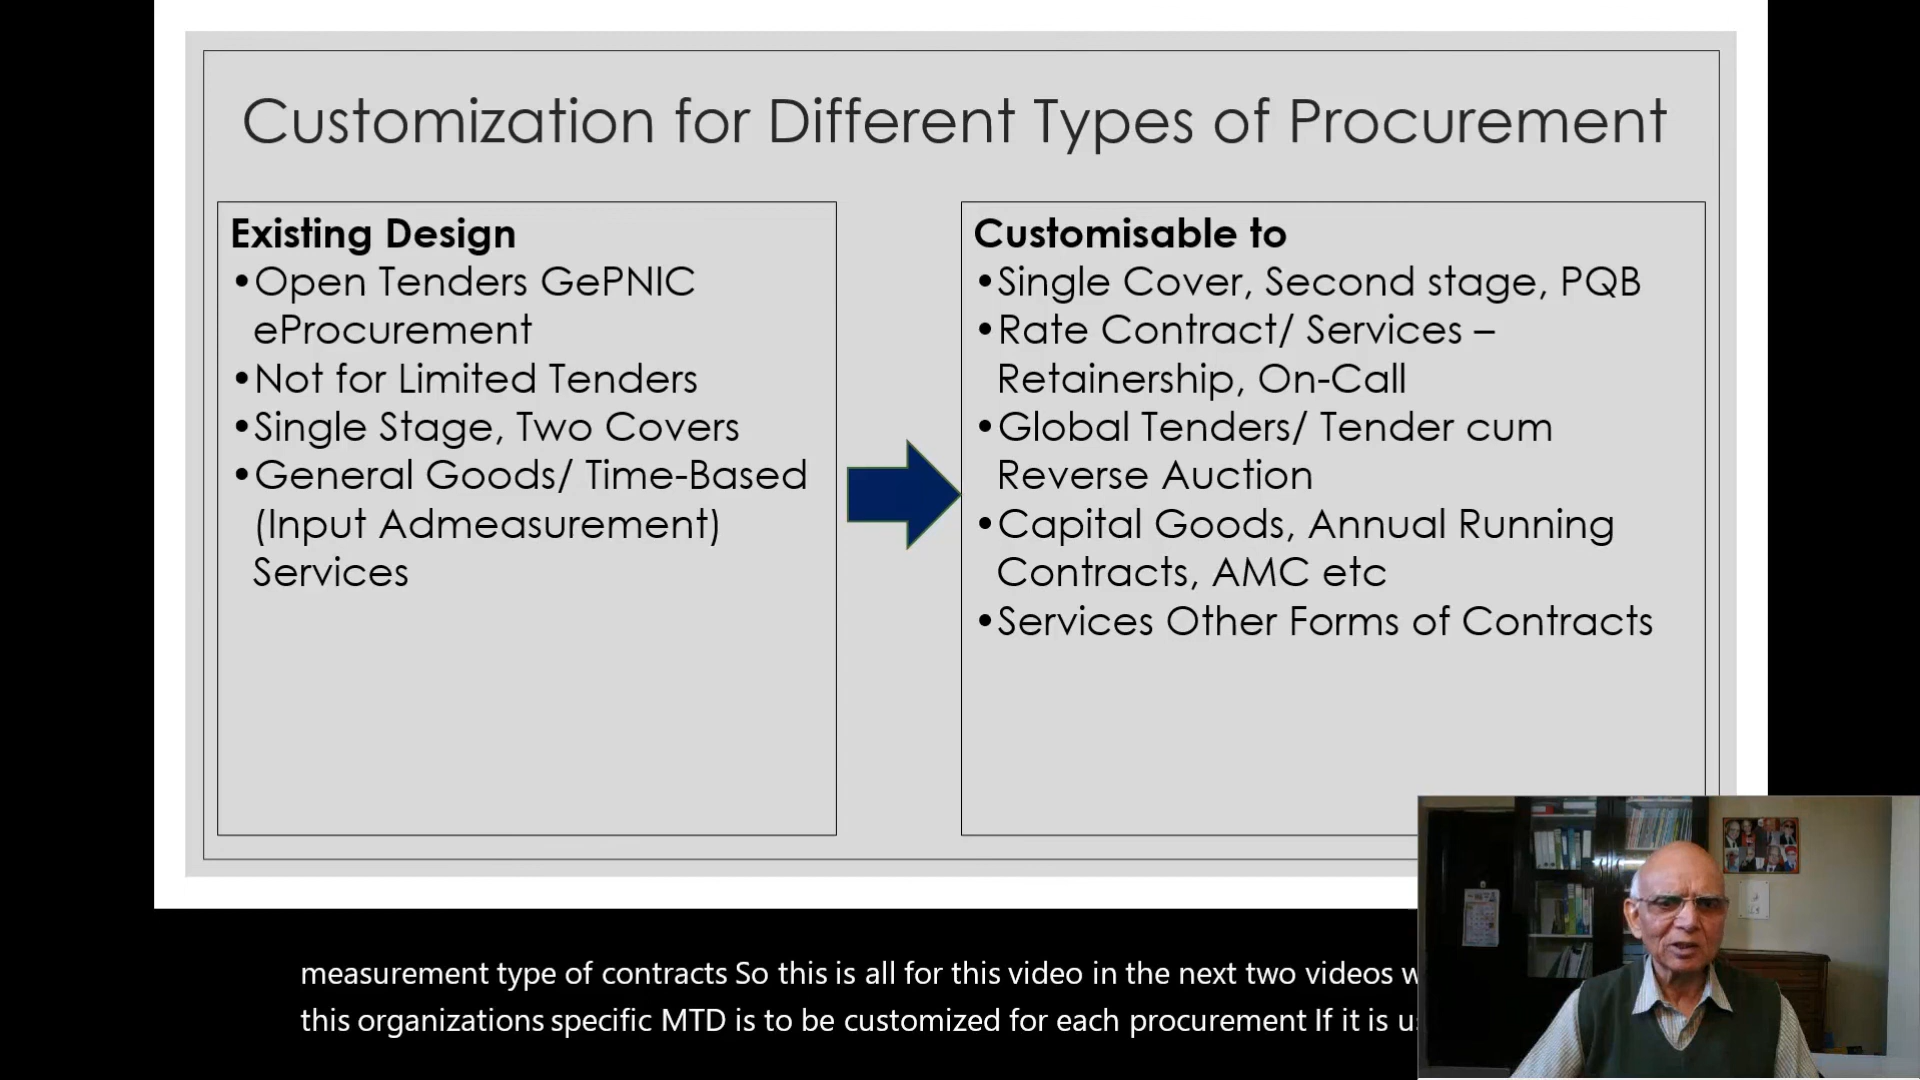 Customization for Different Types of Procurement
Existing Design
•Open Tenders GePNIC
eProcurement
•Not for Limited Tenders
•Single Stage, Two Covers
•General Goods/ Time-Based
(Input Admeasurement)
Services
Customisable to
•Single Cover, Second stage, PQB
•Rate Contract/ Services –
Retainership, On-Call
•Global Tenders/ Tender cum
Reverse Auction
•Capital Goods, Annual Running
Contracts, AMC etc
•Services Other Forms of Contracts
measurement type of contracts So this is all for this video in the next two videos
this organizations specific MTD is to be customized for each procurement If it is